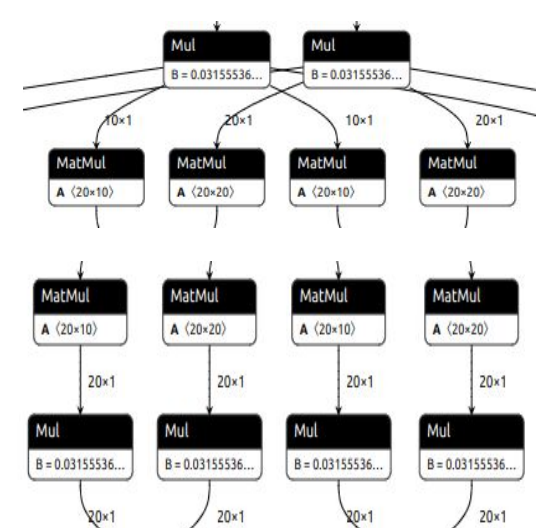 Mul Mul
B = 0.03155536... B = 0.03155536...
10×1 20×1 10×1 20×1
MatMul MatMul MatMul MatMul
A 〈20×10〉 A 〈20×20〉 A 〈20×10〉 A 〈20×20〉
MatMul MatMul MatMul MatMul
A 〈20×10〉 A 〈20×20〉 A 〈20×10〉 A 〈20×20〉
20×1 20×1 20×1 20×1
Mul Mul Mul Mul
B = 0.03155536... B = 0.03155536... B = 0.03155536... B = 0.03155536...
20×1 20×1 20×1 20×1